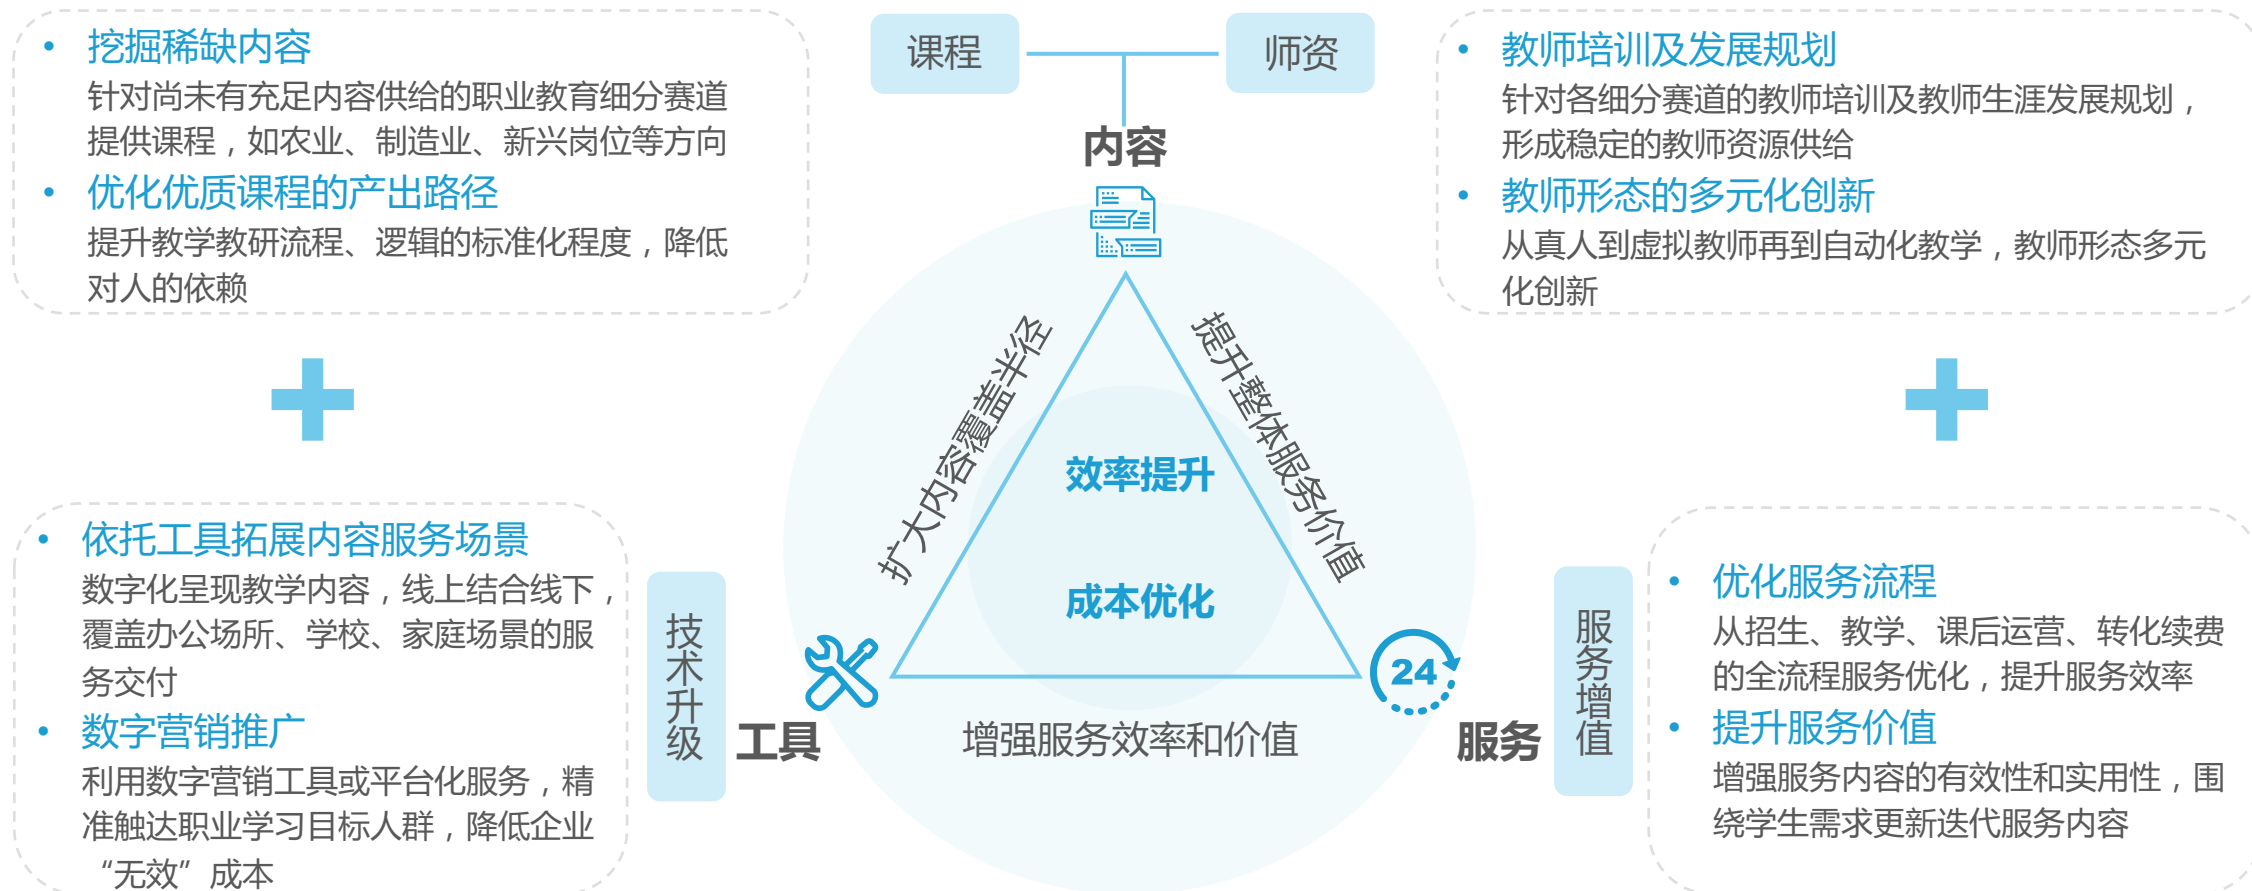 • 挖掘稀缺内容
针对尚未有充足内容供给的职业教育细分赛道
提供课程，如农业、制造业、新兴岗位等方向
• 优化优质课程的产出路径
提升教学教研流程、逻辑的标准化程度，降低
对人的依赖
课程
师资
内容
• 教师培训及发展规划
针对各细分赛道的教师培训及教师生涯发展规划，
形成稳定的教师资源供给
• 教师形态的多元化创新
从真人到虚拟教师再到自动化教学，教师形态多元
化创新
扩大内容覆盖半径
提升整体服务价值
效率提升
成本优化
增强服务效率和价值
• 依托工具拓展内容服务场景
数字化呈现教学内容，线上结合线下，
覆盖办公场所、学校、家庭场景的服
务交付
• 数字营销推广
利用数字营销工具或平台化服务，精
准触达职业学习目标人群，降低企业
“无效”成本
技术升级
工具
24
服务
服务增值
• 优化服务流程
从招生、教学、课后运营、转化续费
的全流程服务优化，提升服务效率
• 提升服务价值
增强服务内容的有效性和实用性，围
绕学生需求更新迭代服务内容